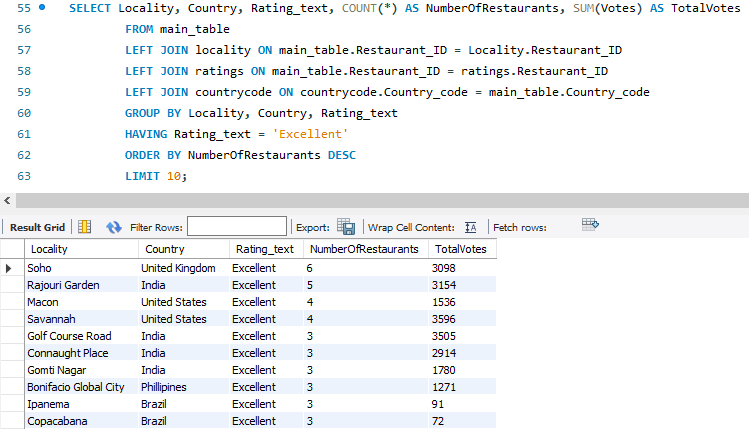 55 SELECT Locality, Country, Rating_text, COUNT(*) AS NumberOfRestaurants, SUM(Votes) AS TotalVotes
56 FROM main_table
57 LEFT JOIN locality ON main_table.Restaurant_ID = Locality.Restaurant_ID
58 LEFT JOIN ratings ON main_table.Restaurant_ID = ratings.Restaurant_ID
59 LEFT JOIN countrycode ON countrycode.Country_code = main_table.Country_code
60 GROUP BY Locality, Country, Rating_text
61 HAVING Rating_text = 'Excellent'
62 ORDER BY NumberOfRestaurants DESC
63 LIMIT 10;
Result Grid Filter Rows: Export: Wrap Cell Content: IA Fetch rows:
Locality Country Rating_text NumberOfRestaurants TotalVotes
Soho United Kingdom Excellent 6 3098
Rajouri Garden India Excellent 5 3154
Macon United States Excellent 4 1536
Savannah United States Excellent 4 3596
Golf Course Road India Excellent 3 3505
Connaught Place India Excellent 3 2914
Gomti Nagar India Excellent 3 1780
Bonifacio Global City Phillipines Excellent 3 1271
Ipanema Brazil Excellent 3 91
Copacabana Brazil Excellent 3 72